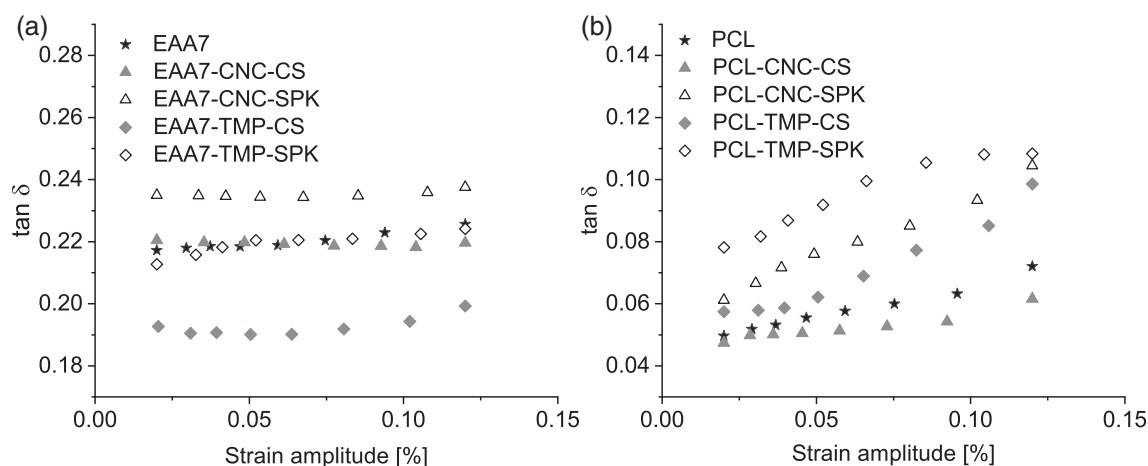 (a)
EAA7
EAA7-CNC-CS
EAA7-CNC-SPK
EAA7-TMP-CS
EAA7-TMP-SPK
0.28
0.26
0.24
0.22
0.20
0.18
tan δ
0.00
0.05
0.10
0.15
Strain amplitude [%]
(b)
PCL
PCL-CNC-CS
PCL-CNC-SPK
PCL-TMP-CS
PCL-TMP-SPK
0.14
0.12
0.10
0.08
0.06
0.04
tan δ
0.00
0.05
0.10
0.15
Strain amplitude [%]